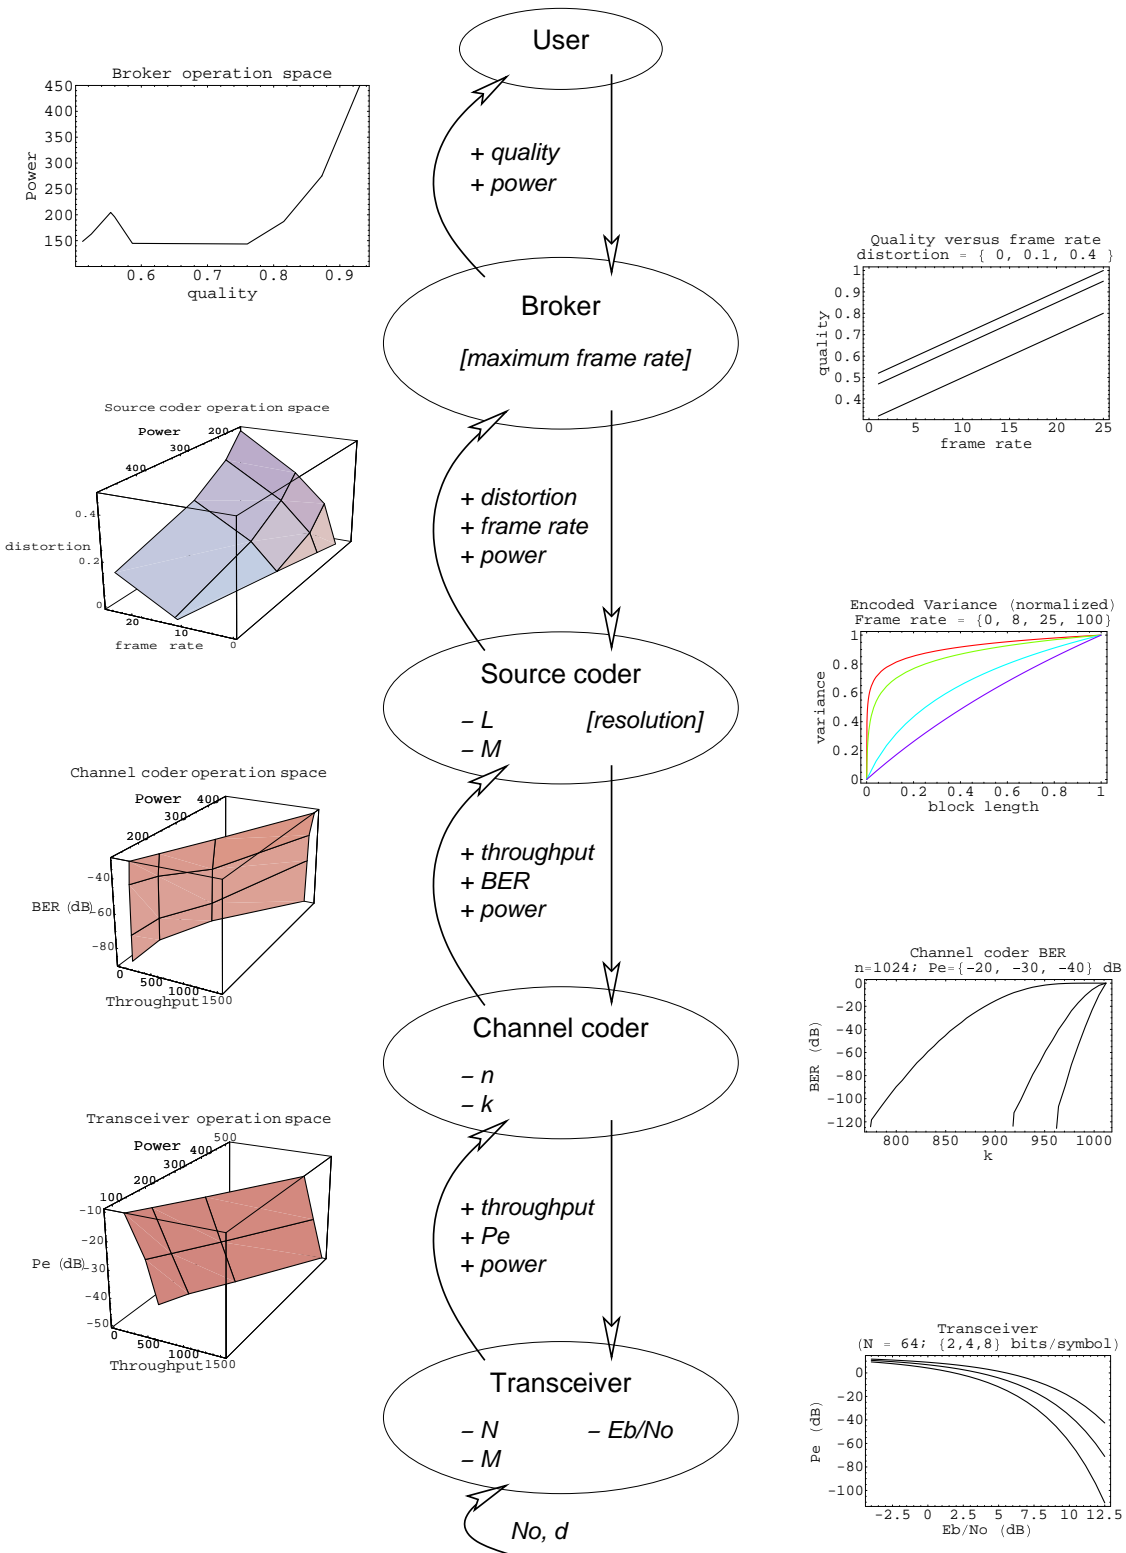 User
Broker operation space
450
400
350
300
250
200
150
Power
0.6 0.7 0.8 0.9
quality
+ quality
+ power
Broker
[maximum frame rate]
Quality versus frame rate
distortion = { 0, 0.1, 0.4 }
1
0.9
0.8
0.7
0.6
0.5
0.4
quality
5 10 15 20 25
frame rate
Source coder operation space
Power
200
300
400
0.4
distortion
0.2
0
20
10
0
frame rate
+ distortion
+ frame rate
+ power
Source coder
– L [resolution]
– M
Encoded Variance (normalized)
Frame rate = {0, 8, 25, 100}
1
0.8
0.6
0.4
0.2
0
variance
0 0.2 0.4 0.6 0.8 1
block length
Channel coder operation space
Power
400
300
200
-40
BER (dB)
-60
-80
0
500
1000
1500
Throughput
+ throughput
+ BER
+ power
Channel coder
– n
– k
Channel coder BER
n=1024; Pe={-20, -30, -40} dB
0
-20
-40
-60
-80
-100
-120
BER (dB)
800 850 900 950 1000
k
Transceiver operation space
500
Power
400
300
200
100
-10
-20
Pe (dB)
-30
-40
-50
0
500
1000
1500
Throughput
+ throughput
+ Pe
+ power
Transceiver
– N – Eb/No
– M
Transceiver
(N = 64; {2,4,8} bits/symbol)
0
-20
-40
-60
-80
-100
Pe (dB)
-2.5 0 2.5 5 7.5 10 12.5
Eb/No (dB)
No, d